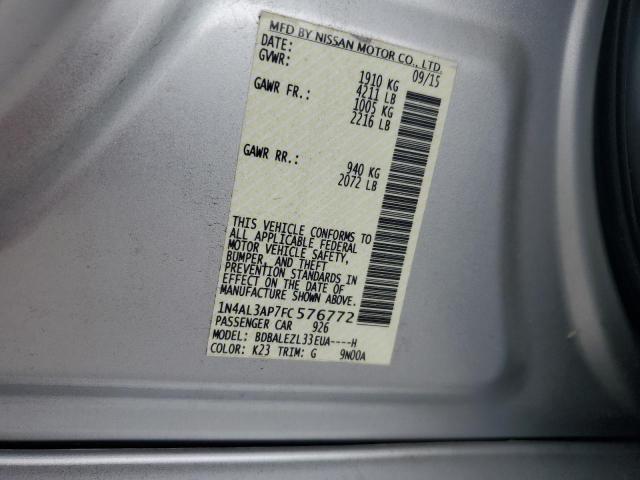 MFD BY NISSAN MOTOR CO., LTD.
DATE: 09/15
GVWR: 1910 KG
4211 LB
GAWR FR.: 1005 KG
2216 LB
GAWR RR.: 940 KG
2072 LB
THIS VEHICLE CONFORMS TO
ALL APPLICABLE FEDERAL
MOTOR VEHICLE SAFETY,
BUMPER, AND THEFT
PREVENTION STANDARDS IN
EFFECT ON THE DATE OF
MANUFACTURE SHOWN ABOVE.
1N4AL3AP7FC576772
PASSENGER CAR 926
MODEL: BDBALEZL33EUA----H
COLOR: K23 TRIM: G 9N00A